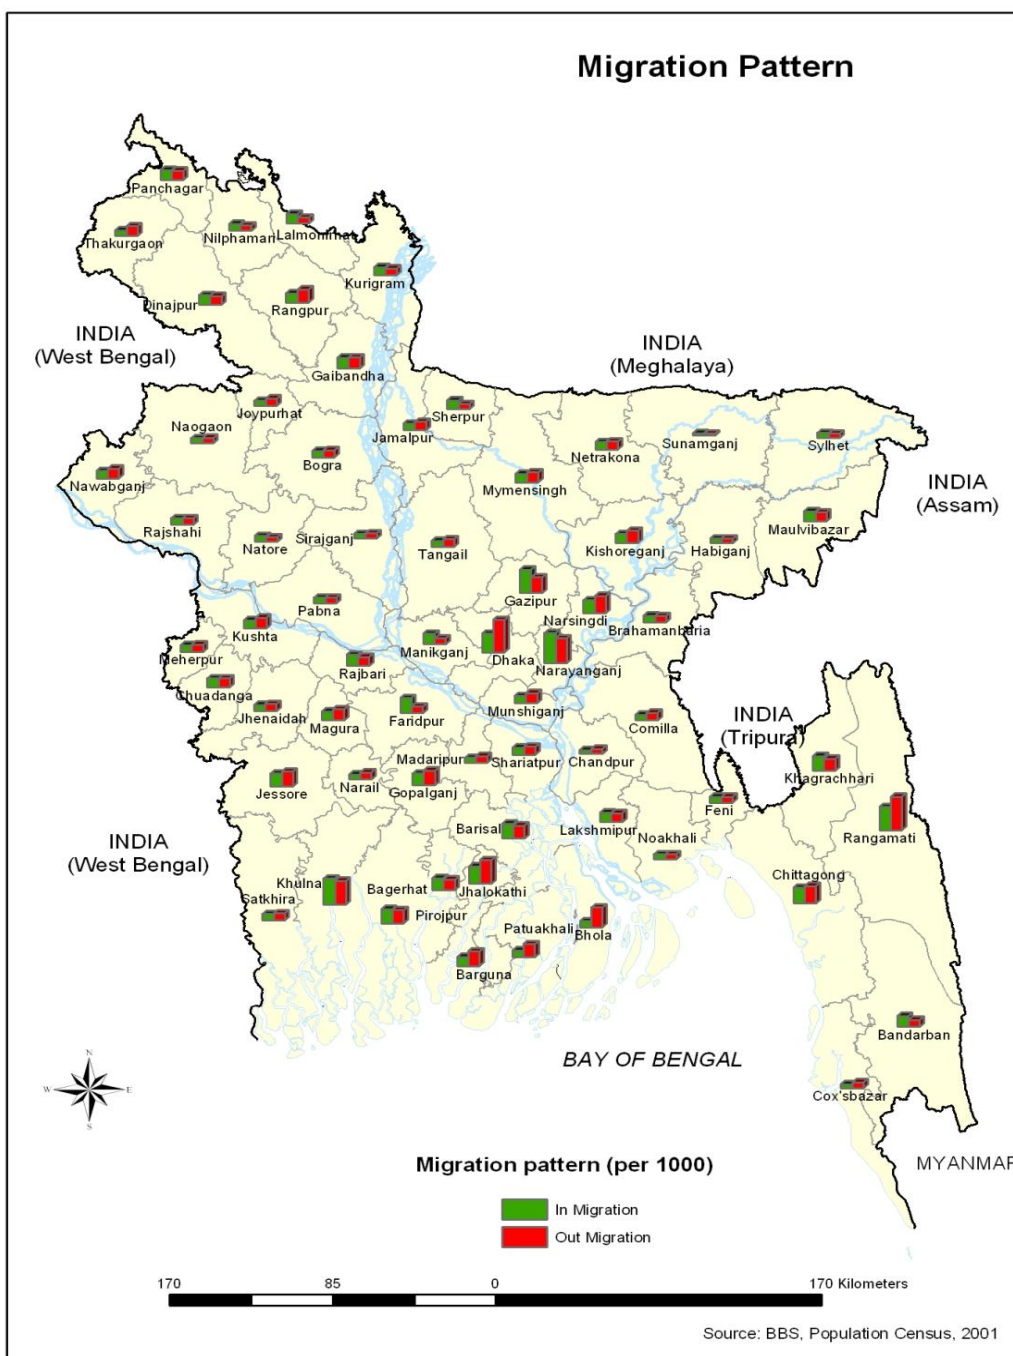 Migration Pattern
Panchagar
Thakurgaon
Nilphamari
Lalmonirhat
Kurigram
Dinajpur
Rangpur
INDIA
(West Bengal)
INDIA
(Meghalaya)
Gaibandha
Joypurhat
Sherpur
Naogaon
Jamalpur
Sunamganj
Sylhet
Bogra
Netrakona
Nawabganj
Mymensingh
INDIA
(Assam)
Rajshahi
Maulvibazar
Natore
Sirajganj
Tangail
Kishoreganj
Habiganj
Gazipur
Pabna
Narsingdi
Kushta
Brahamanbaria
Meherpur
Manikganj
Dhaka
Rajbari
Narayanganj
Chuadanga
Jhenaidah
Magura
Faridpur
Munshiganj
Comilla
INDIA
(Tripura)
Madaripur
Shariatpur
Chandpur
Khagrachhari
Jessore
Narail
Gopalganj
Feni
Barisal
Lakshmipur
Noakhali
Rangamati
INDIA
(West Bengal)
Khulna
Satkhira
Bagerhat
Jhalokathi
Chittagong
Pirojpur
Patuakhali
Bhola
Barguna
Bandarban
BAY OF BENGAL
N
W
E
S
Cox'sbazar
MYANMAR
Migration pattern (per 1000)
In Migration
Out Migration
170 85 0 170 Kilometers
Source: BBS, Population Census, 2001